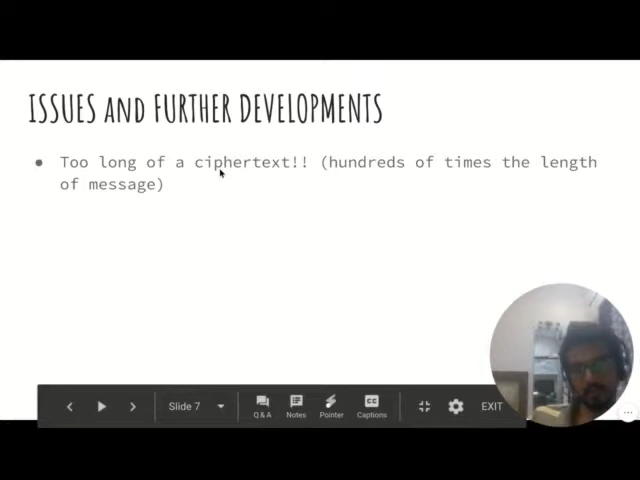 ISSUES and FURTHER DEVELOPMENTS
● Too long of a ciphertext!! (hundreds of times the length
of message)
Slide 7
Q & A Notes Pointer Captions EXIT